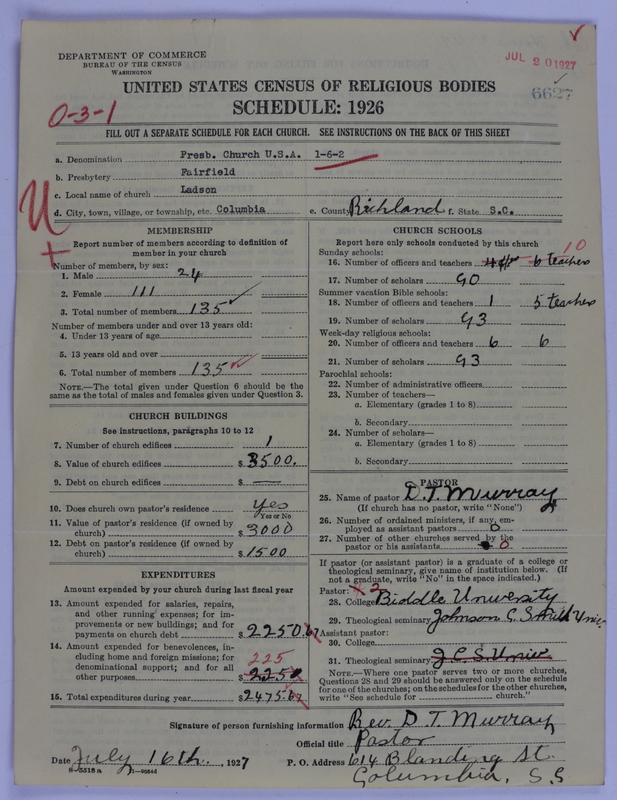 DEPARTMENT OF COMMERCE
BUREAU OF THE CENSUS
WASHINGTON
JUL 20 1927
6627
UNITED STATES CENSUS OF RELIGIOUS BODIES
SCHEDULE: 1926
0-3-1
FILL OUT A SEPARATE SCHEDULE FOR EACH CHURCH. SEE INSTRUCTIONS ON THE BACK OF THIS SHEET
a. Denomination Presb. Church U.S.A. 1-6-2
b. Presbytery Fairfield
c. Local name of church Ladson
d. City, town, village, or township, etc. Columbia e. County Richland f. State S.C.
U
MEMBERSHIP
Report number of members according to definition of
member in your church
Number of members, by sex:
1. Male 24
2. Female 111
3. Total number of members 135
Number of members under and over 13 years old:
4. Under 13 years of age
5. 13 years old and over
6. Total number of members 135
NOTE.—The total given under Question 6 should be
same as the total of males and females given under Question 3.
CHURCH BUILDINGS
See instructions, paragraphs 10 to 12
7. Number of church edifices 1
8. Value of church edifices $ 3500.
9. Debt on church edifices $ —
10. Does church own pastor's residence Yes
Yes or No
11. Value of pastor's residence (if owned by
church) $ 3000
12. Debt on pastor's residence (if owned by
church) $ 1500
EXPENDITURES
Amount expended by your church during last fiscal year
13. Amount expended for salaries, repairs,
and other running expenses; for im-
provements or new buildings; and for
payments on church debt $ 2250.67
14. Amount expended for benevolences, in-
cluding home and foreign missions; for
denominational support; and for all 225
other purposes $ 2250
15. Total expenditures during year $ 2475.67
CHURCH SCHOOLS
Report here only schools conducted by this church
Sunday schools: 10
16. Number of officers and teachers 6 teachers
17. Number of scholars 90
Summer vacation Bible schools:
18. Number of officers and teachers 1 5 teachers
19. Number of scholars 93
Week-day religious schools:
20. Number of officers and teachers 6 6
21. Number of scholars 93
Parochial schools:
22. Number of administrative officers
23. Number of teachers—
a. Elementary (grades 1 to 8)
b. Secondary
24. Number of scholars—
a. Elementary (grades 1 to 8)
b. Secondary
PASTOR
25. Name of pastor D. T. Murray
(If church has no pastor, write "None")
26. Number of ordained ministers, if any, em-
ployed as assistant pastors 0
27. Number of other churches served by the
pastor or his assistants 0
If pastor (or assistant pastor) is a graduate of a college or
theological seminary, give name of institution below. (If
not a graduate, write "No" in the space indicated.)
Pastor: x 2
28. College Biddle University
29. Theological seminary Johnson C. Smith Univ.
Assistant pastor:
30. College
31. Theological seminary J C S Univ
NOTE.—Where one pastor serves two or more churches,
Questions 28 and 29 should be answered only on the schedule
for one of the churches; on the schedules for the other churches,
write "See schedule for church."
Signature of person furnishing information Rev. D T Murray
Official title Pastor
Date July 16th, 1927 P. O. Address 614 Blanding St.
Columbia, S.C.